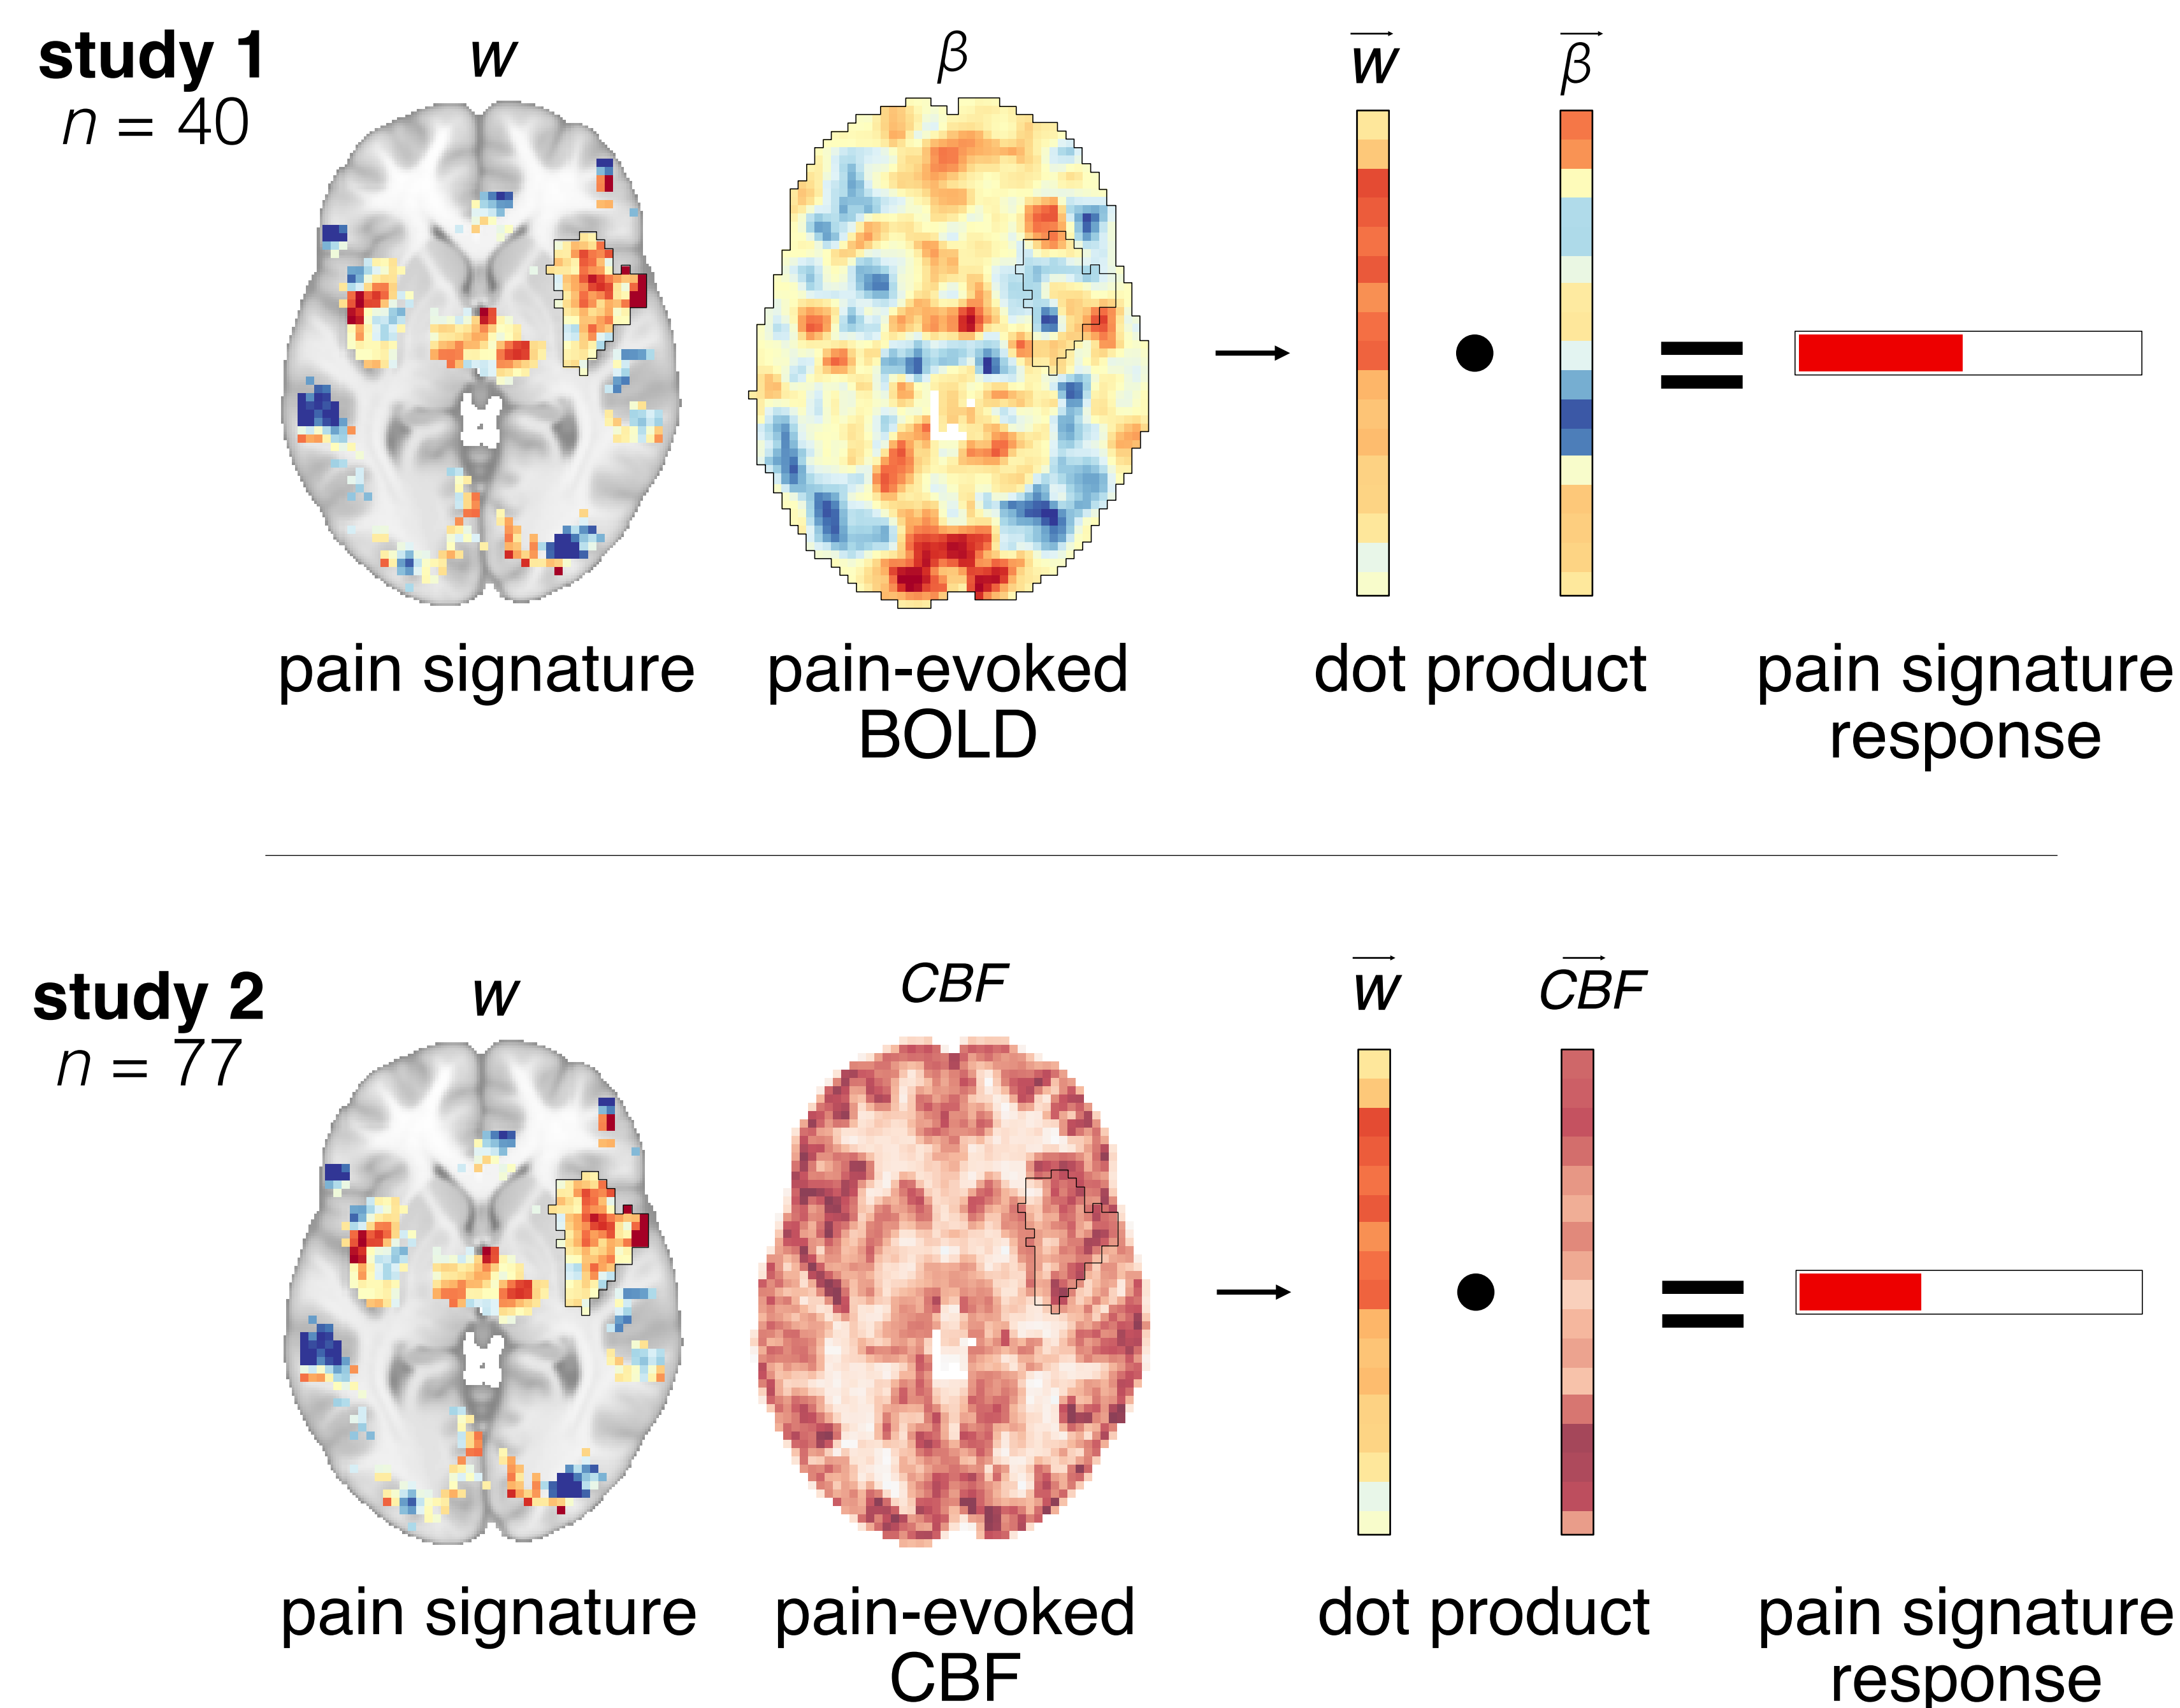 study 1
n = 40
w
β
w
β
pain signature
pain-evoked
BOLD
dot product
pain signature
response
study 2
n = 77
w
CBF
w
CBF
pain signature
pain-evoked
CBF
dot product
pain signature
response